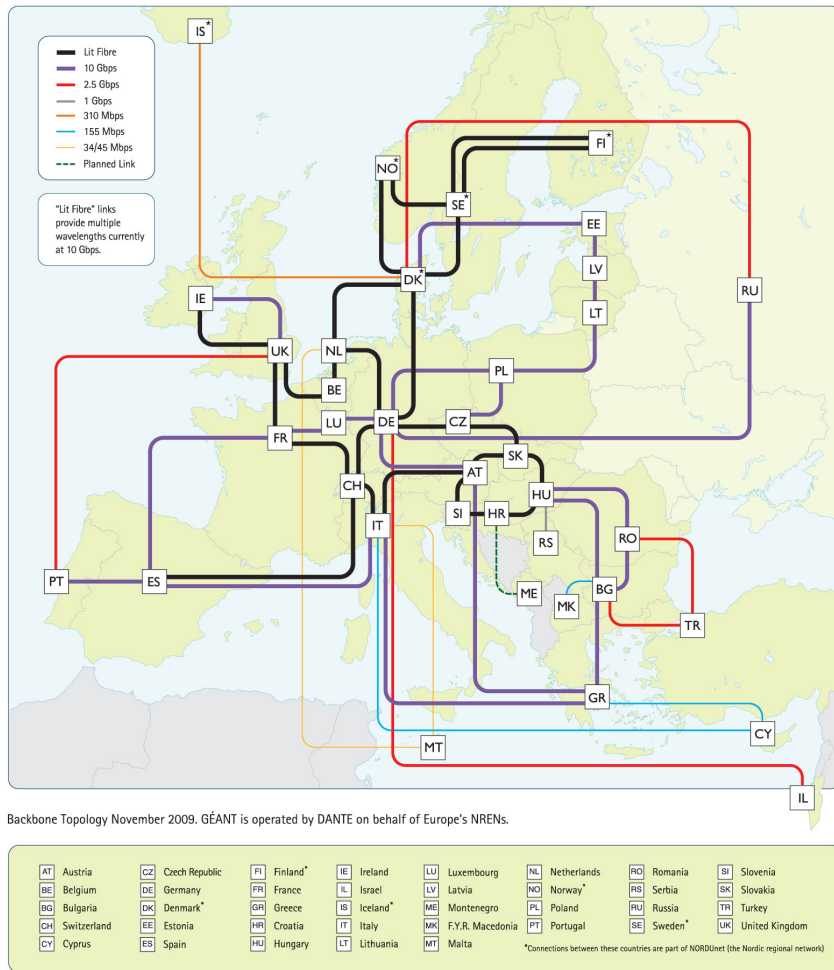 IS*
Lit Fibre
10 Gbps
2.5 Gbps
1 Gbps
310 Mbps
155 Mbps
34/45 Mbps
Planned Link
"Lit Fibre" links
provide multiple
wavelengths currently
at 10 Gbps.
FI*
NO*
SE*
EE
DK*
LV
RU
IE
LT
UK
NL
PL
BE
LU
DE
CZ
FR
SK
AT
CH
HU
SI
HR
IT
RO
RS
PT
ES
ME
BG
MK
TR
GR
CY
MT
IL
Backbone Topology November 2009. GÉANT is operated by DANTE on behalf of Europe's NRENs.
AT Austria CZ Czech Republic FI Finland* IE Ireland LU Luxembourg NL Netherlands RO Romania SI Slovenia
BE Belgium DE Germany FR France IL Israel LV Latvia NO Norway* RS Serbia SK Slovakia
BG Bulgaria DK Denmark* GR Greece IS Iceland* ME Montenegro PL Poland RU Russia TR Turkey
CH Switzerland EE Estonia HR Croatia IT Italy MK F.Y.R. Macedonia PT Portugal SE Sweden* UK United Kingdom
CY Cyprus ES Spain HU Hungary LT Lithuania MT Malta *Connections between these countries are part of NORDUnet (the Nordic regional network)